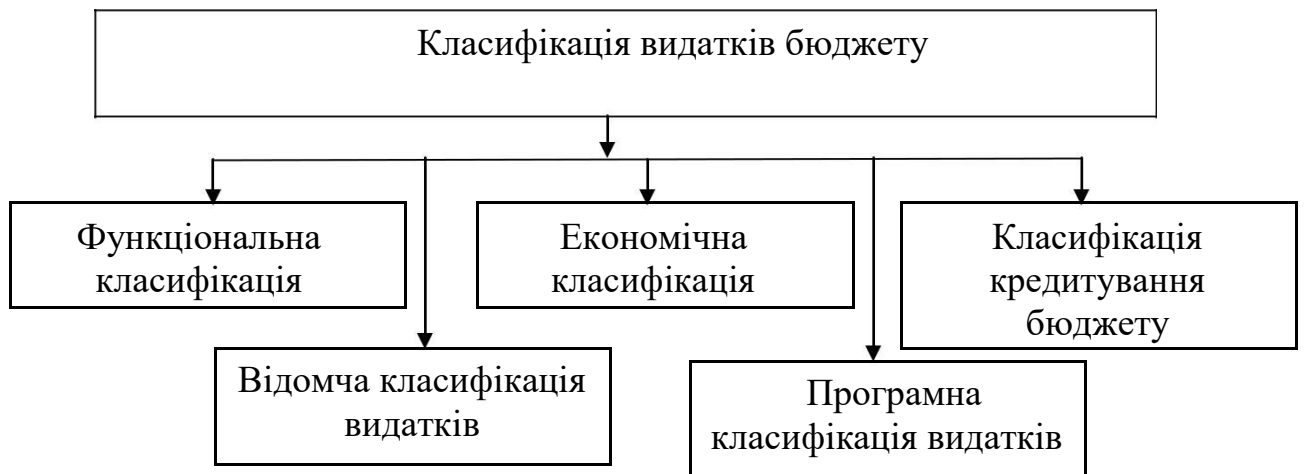 Класифікація видатків бюджету
Функціональна
класифікація
Економічна
класифікація
Класифікація
кредитування
бюджету
Відомча класифікація
видатків
Програмна
класифікація видатків